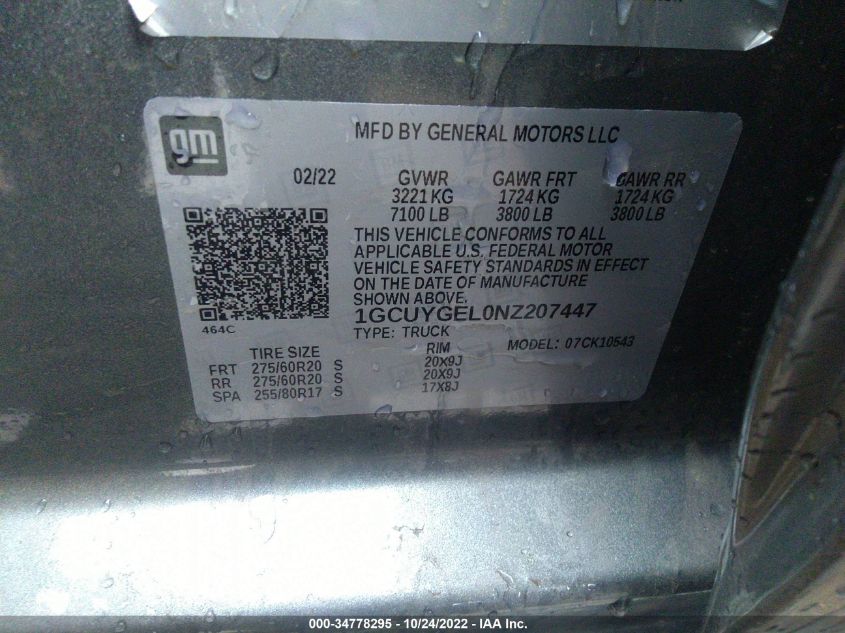 gm
MFD BY GENERAL MOTORS LLC
02/22 GVWR GAWR FRT GAWR RR
3221 KG 1724 KG 1724 KG
7100 LB 3800 LB 3800 LB
THIS VEHICLE CONFORMS TO ALL
APPLICABLE U.S. FEDERAL MOTOR
VEHICLE SAFETY STANDARDS IN EFFECT
ON THE DATE OF MANUFACTURE
SHOWN ABOVE.
1GCUYGEL0NZ207447
464C
TYPE: TRUCK MODEL: 07CK10543
TIRE SIZE RIM
FRT 275/60R20 S 20X9J
RR 275/60R20 S 20X9J
SPA 255/80R17 S 17X8J
000-34778295 - 10/24/2022 - IAA Inc.